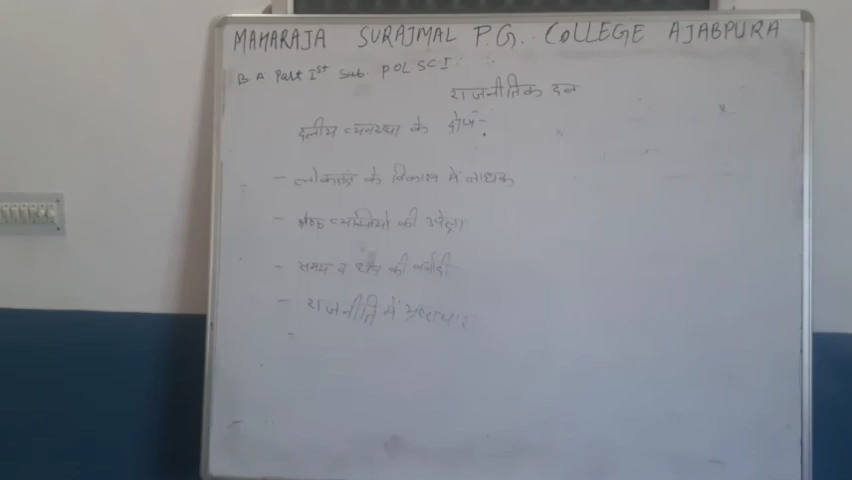 MAHARAJA SURAJMAL P.G. COLLEGE AJABPURA
B.A Part Ist Sub. POL SCI.
राजनीतिक दल
दलीय व्यवस्था के दोष -
- लोकतंत्र के विकास में बाधक
- श्रेष्ठ व्यक्तियों की उपेक्षा
- समय व धन की बर्बादी
- राजनीति में भ्रष्टाचार
-